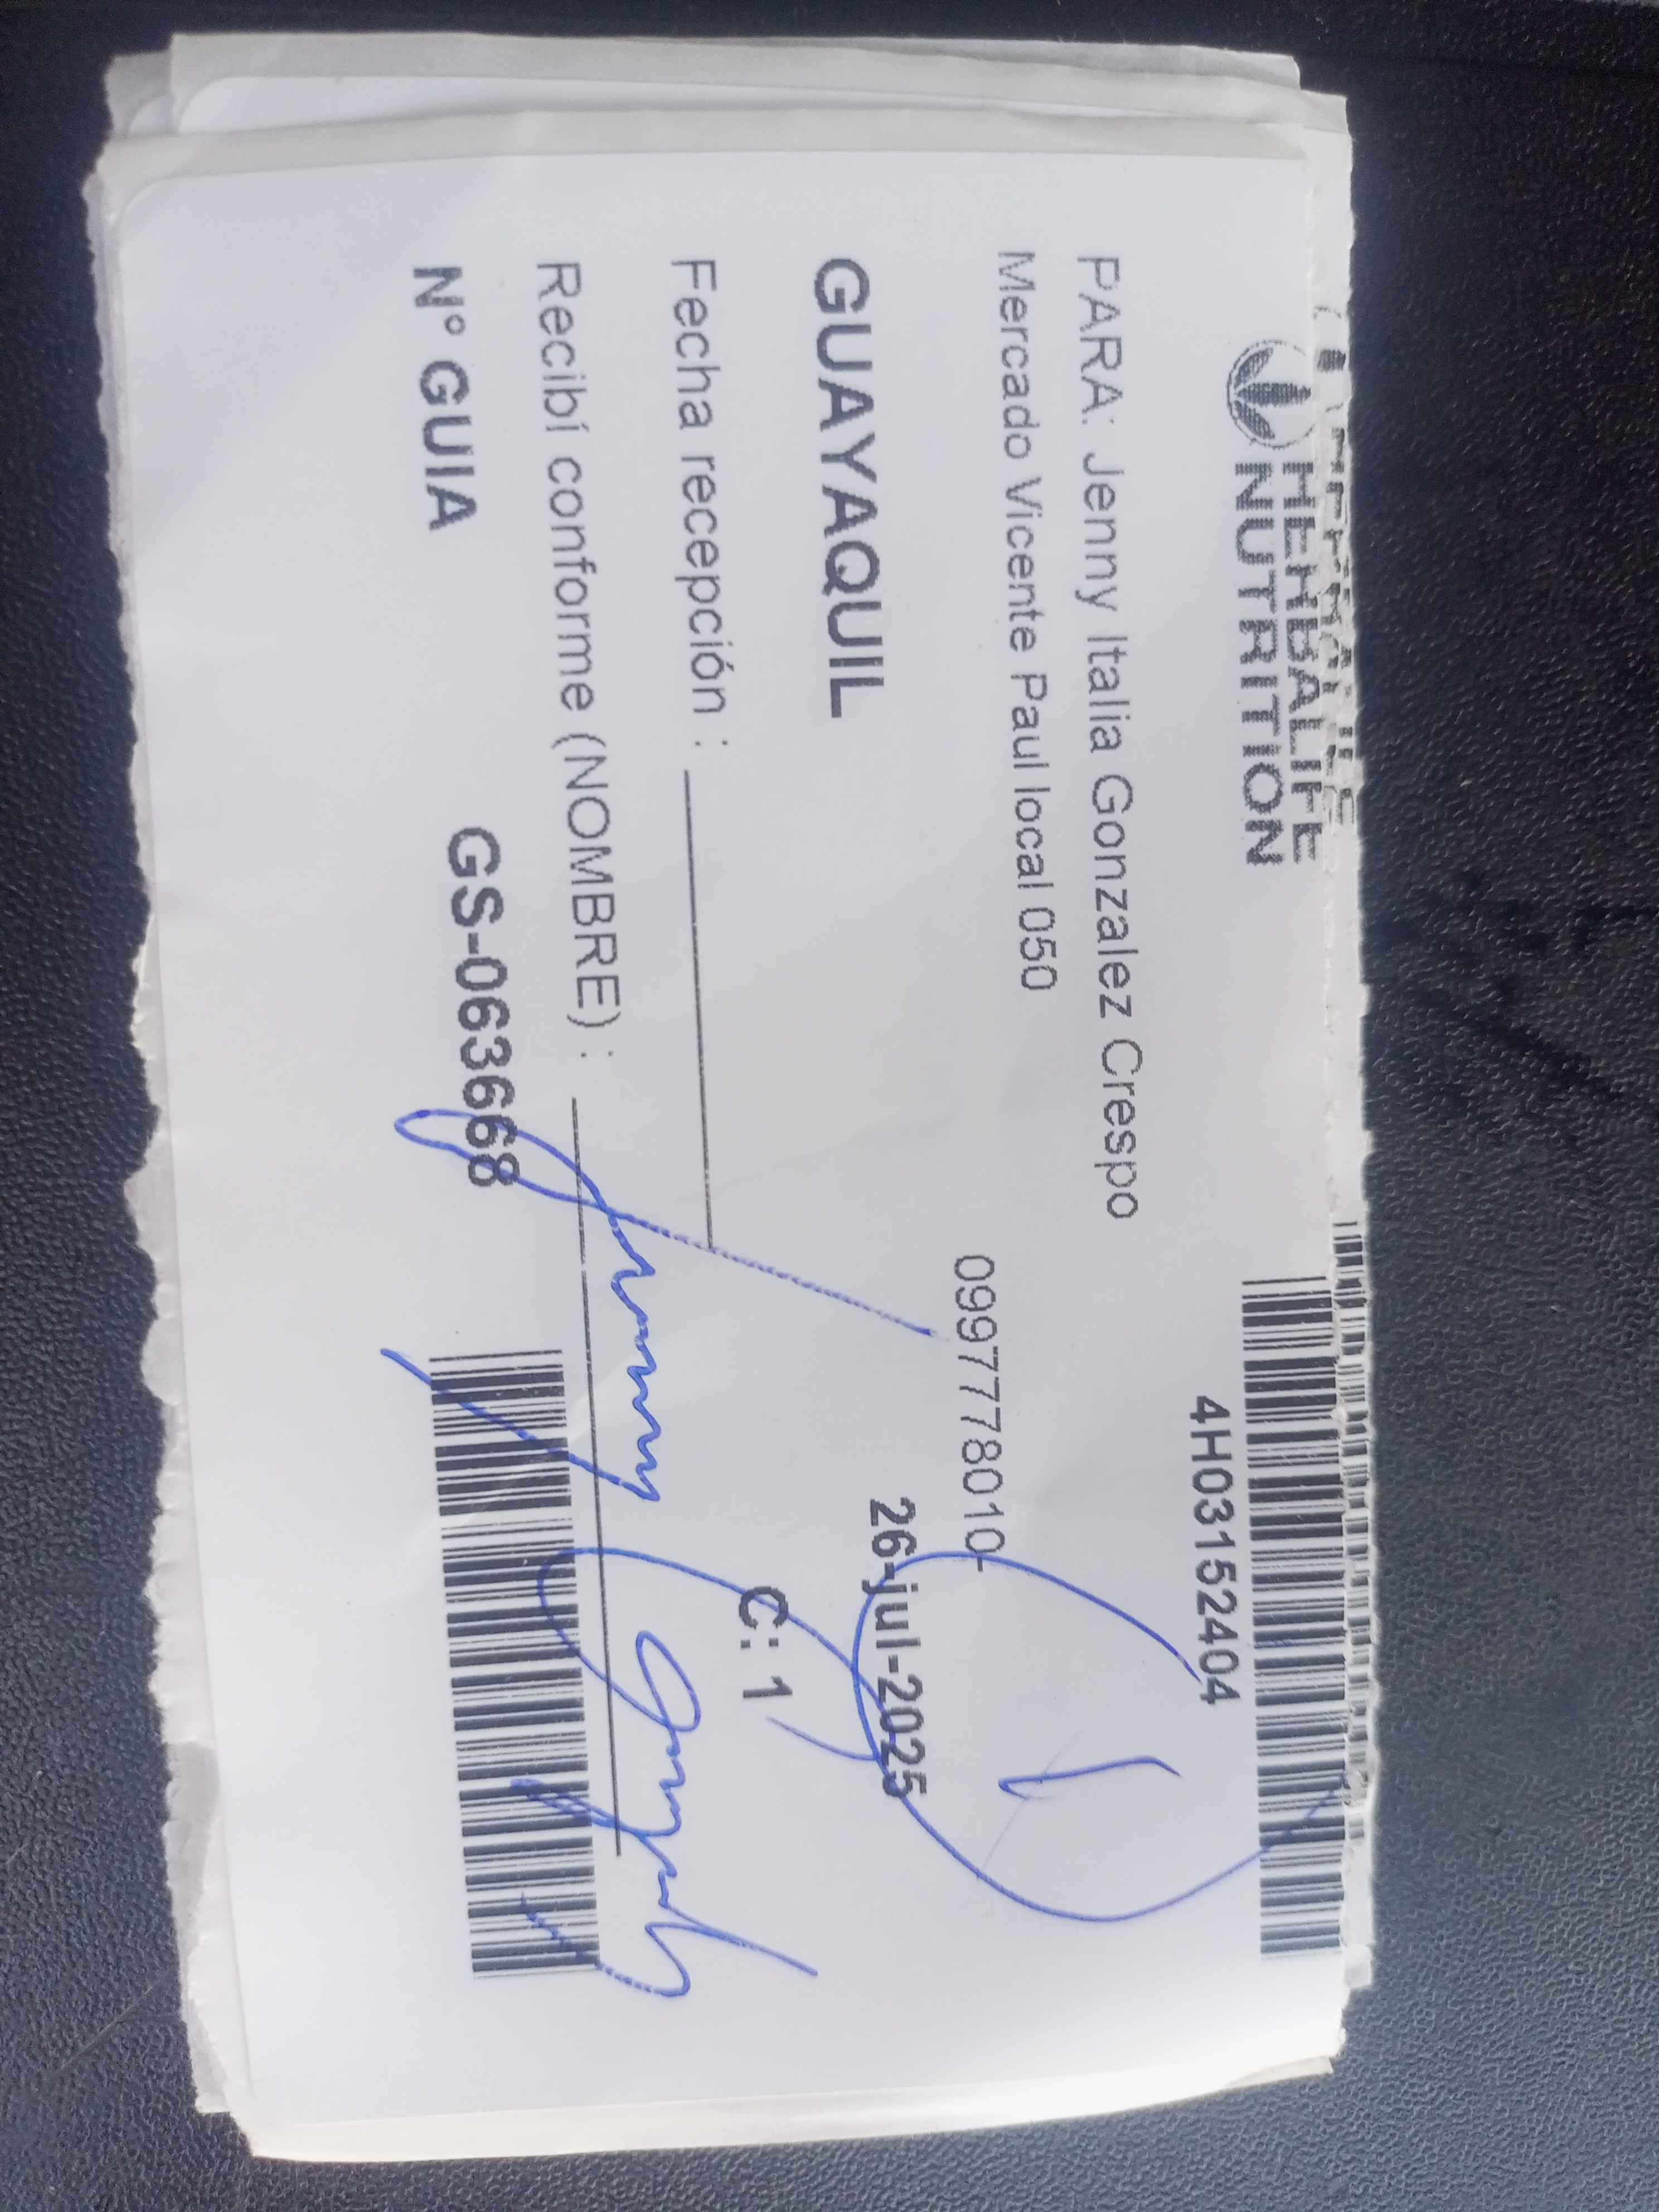 HERBALIFE
NUTRITION
4H03152404
PARA: Jenny Italia Gonzalez Crespo
Mercado Vicente Paul local 050
0997778010-
GUAYAQUIL
26-jul-2025
Fecha recepción :
C: 1
Recibí conforme (NOMBRE) :
Jenny
N° GUIA GS-063668